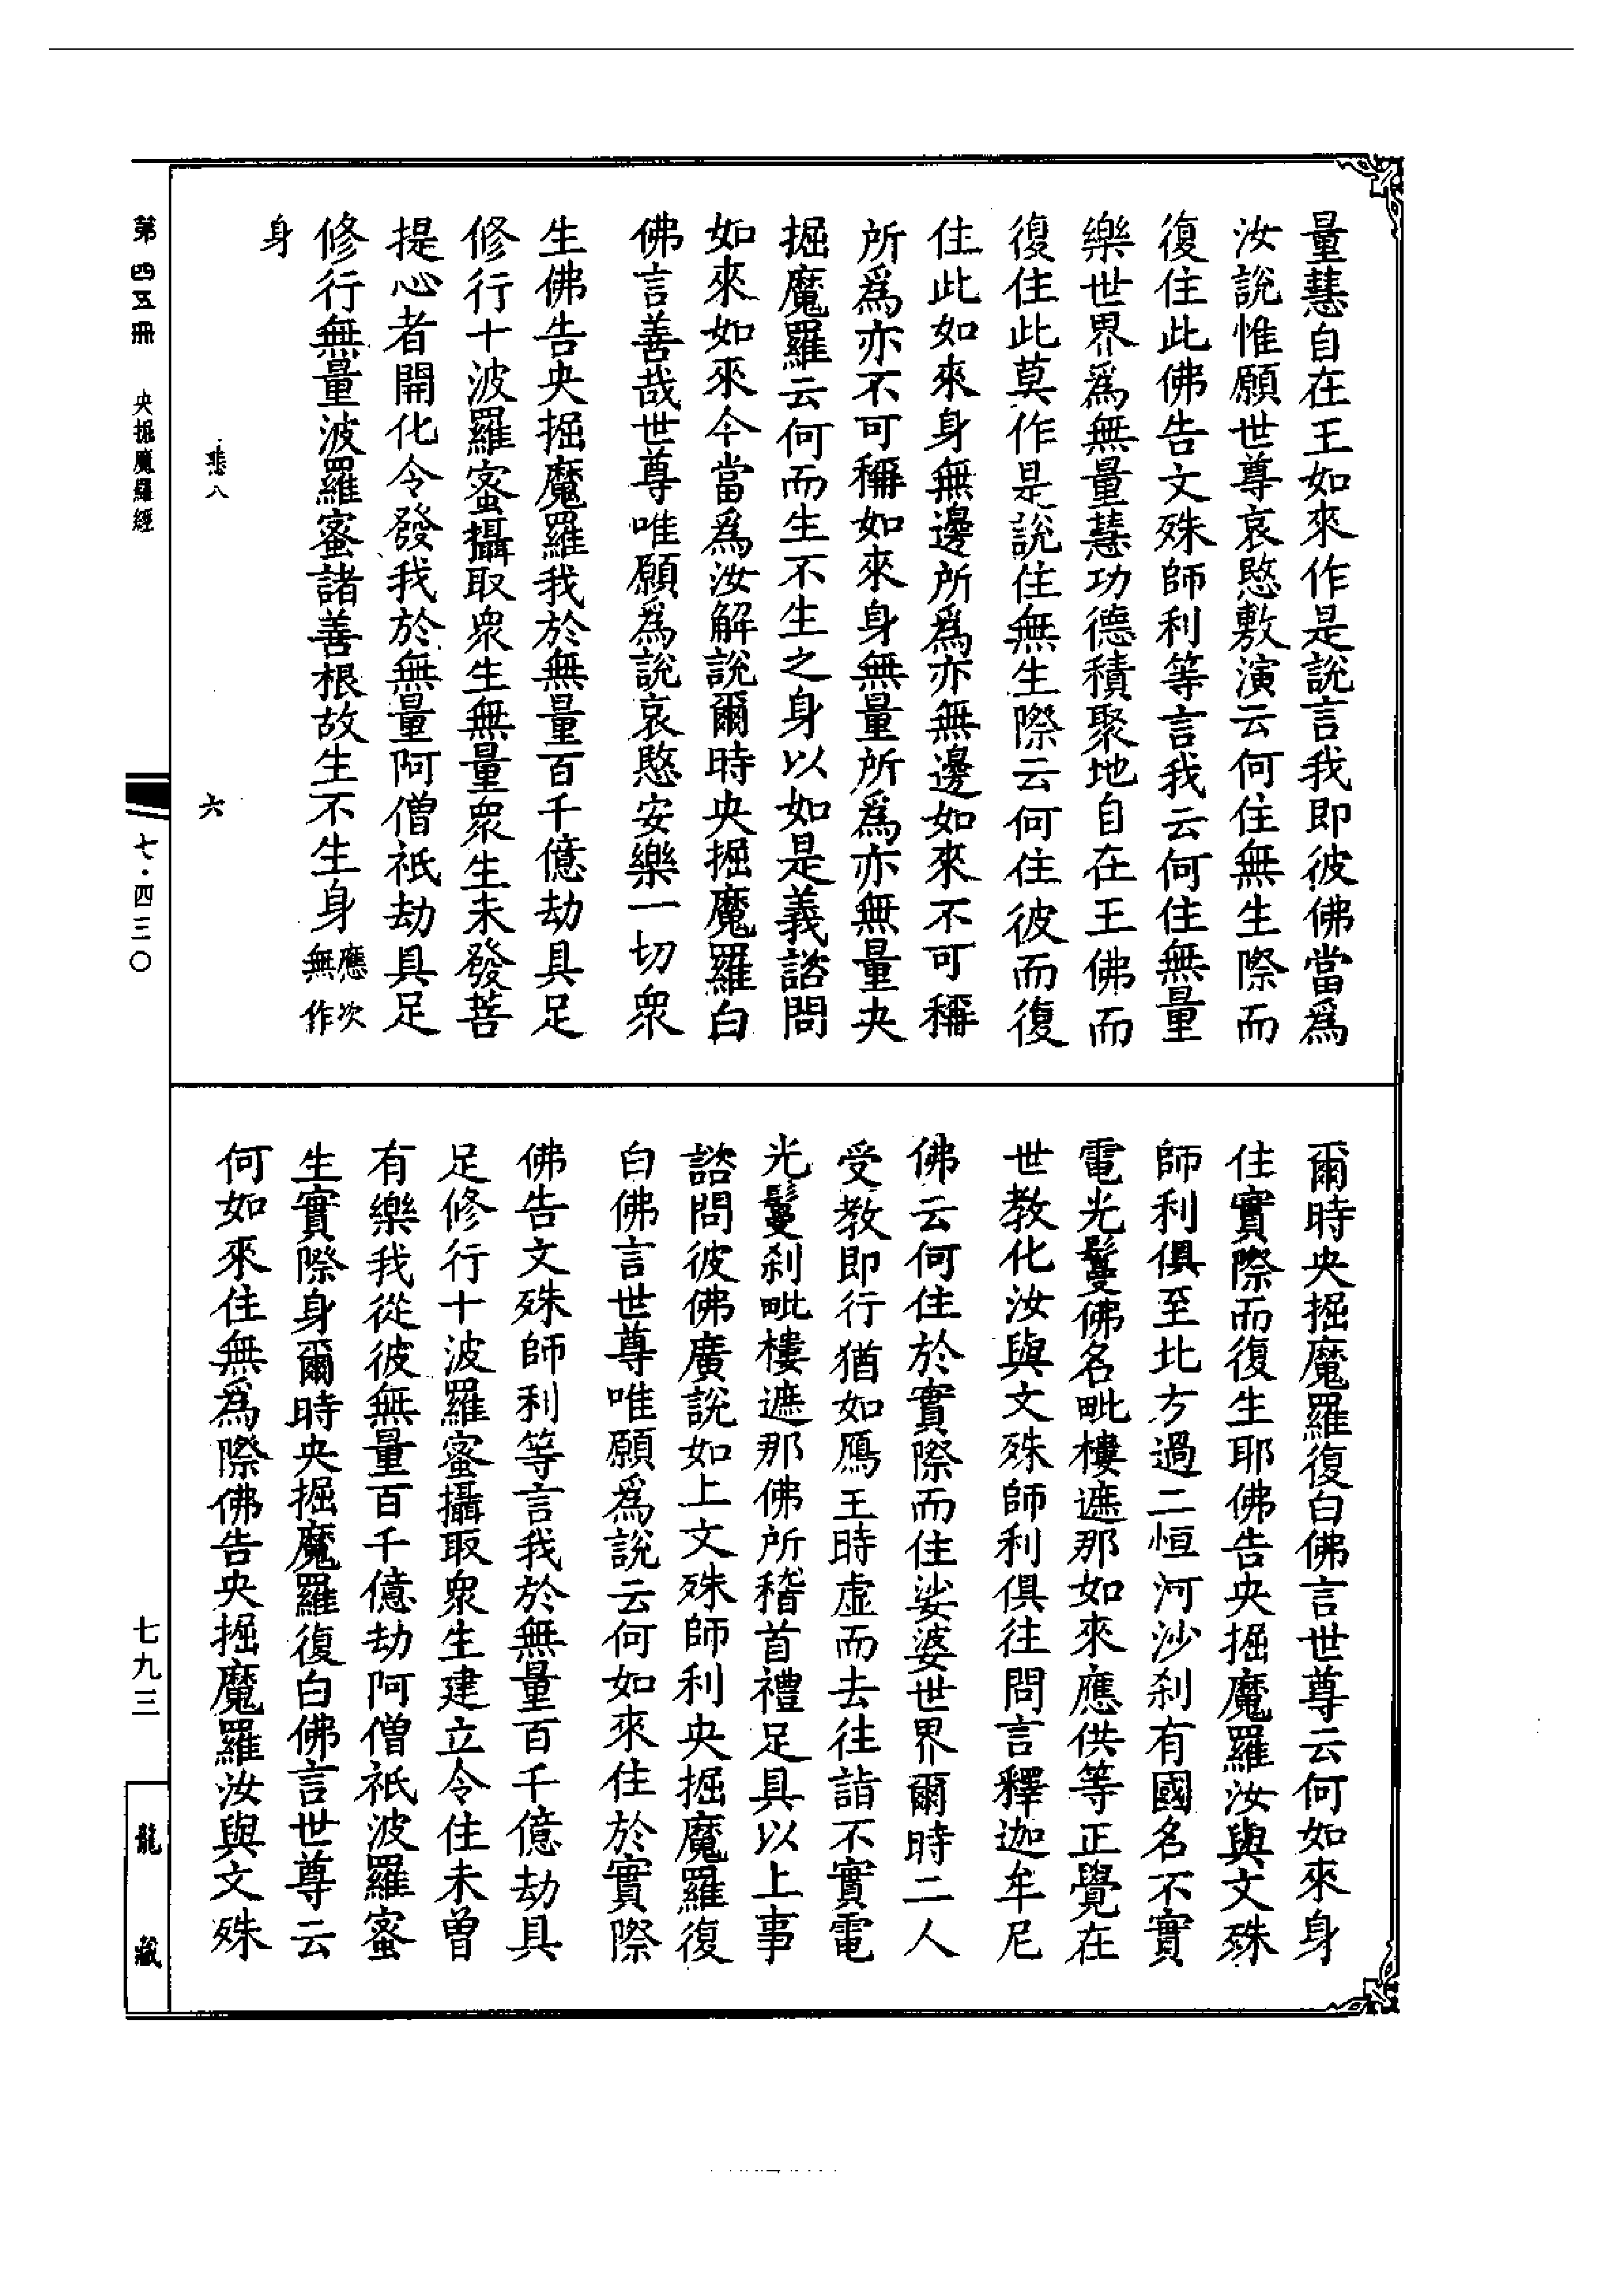 量慧自在王如來作是說言我即彼佛當爲
汝說惟願世尊哀愍敷演云何住無生際而
復住此佛告文殊師利等言我云何住無量
樂世界爲無量慧功德積聚地自在王佛而
復住此莫作是說住無生際云何住彼而復
住此如來身無邊所爲亦無邊如來不可稱
所爲亦不可稱如來身無量所爲亦無量央
掘魔羅云何而生不生之身以如是義諮問
如來如來今當爲汝解說爾時央掘魔羅白
佛言善哉世尊唯願爲說哀愍安樂一切衆
生佛告央掘魔羅我於無量百千億劫具足
修行十波羅蜜攝取衆生無量衆生未發菩
提心者開化令發我於無量阿僧祇劫具足
修行無量波羅蜜諸善根故生不生身應次無作
身
悲八
六
爾時央掘魔羅復白佛言世尊云何如來身
住實際而復生耶佛告央掘魔羅汝與文殊
師利俱至北方過二恒河沙刹有國名不實
電光鬘佛名毗樓遮那如來應供等正覺在
世教化汝與文殊師利俱往問言釋迦牟尼
佛云何住於實際而住娑婆世界爾時二人
受教即行猶如鴈王時虛而去往詣不實電
光鬘刹毗樓遮那佛所稽首禮足具以上事
諮問彼佛廣說如上文殊師利央掘魔羅復
白佛言世尊唯願爲說云何如來住於實際
佛告文殊師利等言我於無量百千億劫具
足修行十波羅蜜攝取衆生建立令住未曾
有樂我從彼無量百千億劫阿僧祇波羅蜜
生實際身爾時央掘魔羅復白佛言世尊云
何如來住無爲際佛告央掘魔羅汝與文殊
第四五冊
央掘魔羅經
七·四三〇
七九三
龍藏